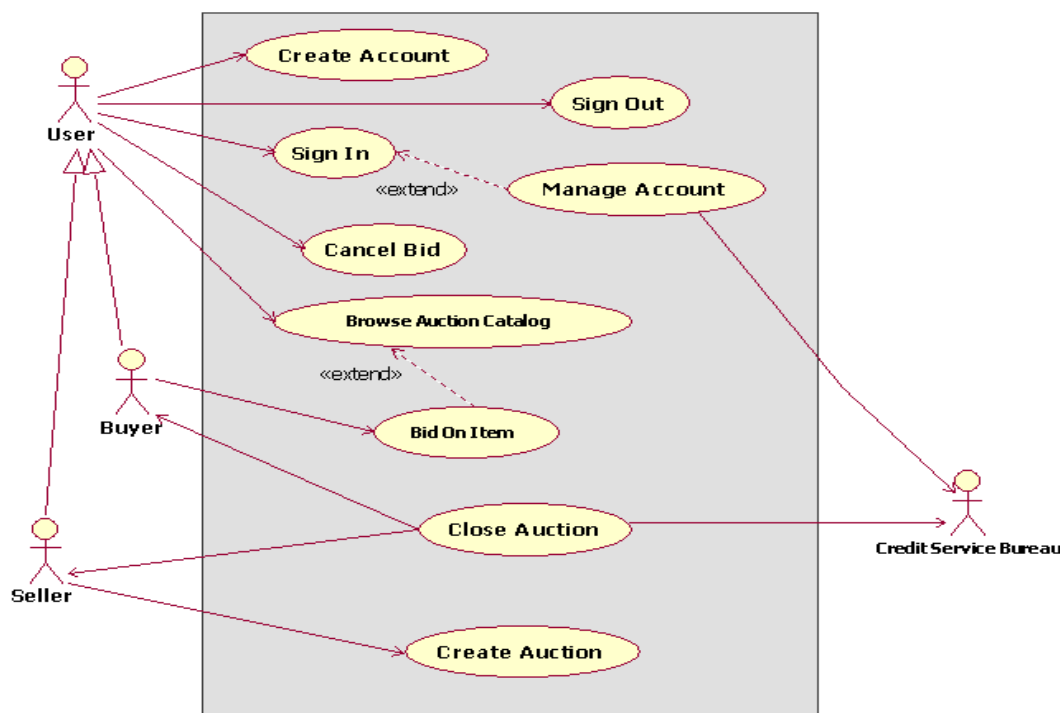 Create Account
Sign Out
User
Sign In
«extend»
Manage Account
Cancel Bid
Browse Auction Catalog
«extend»
Buyer
Bid On Item
Close Auction
Credit Service Bureau
Seller
Create Auction